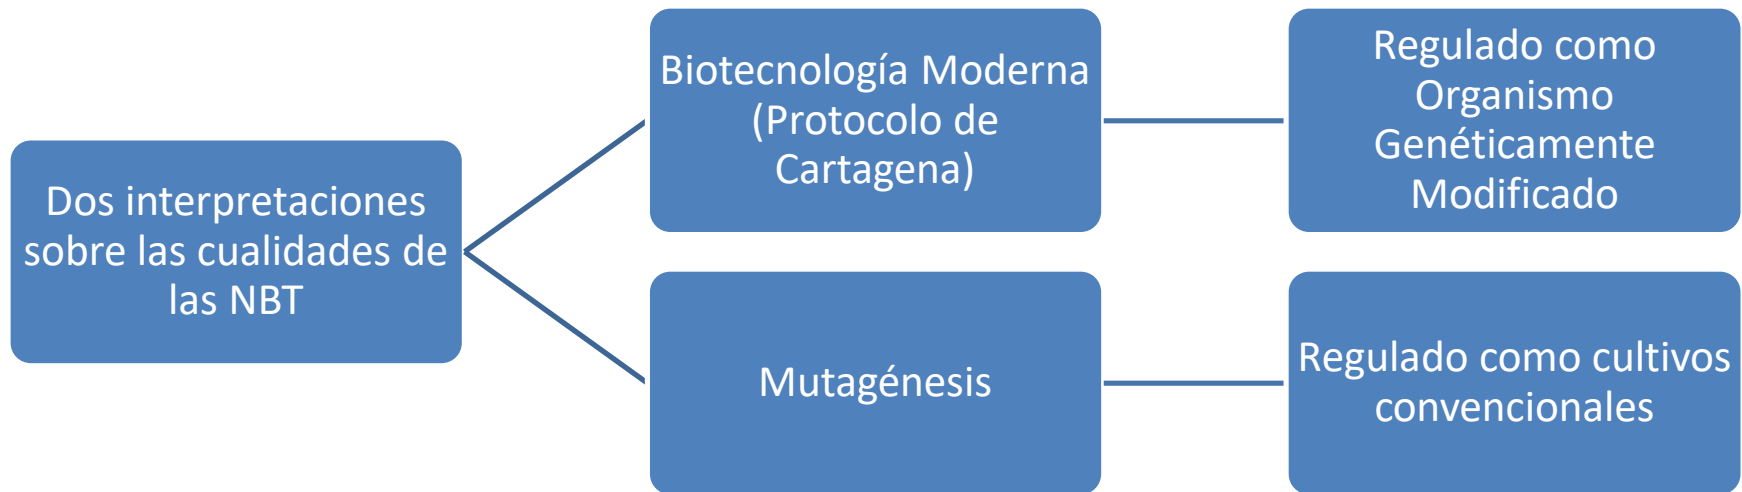 Dos interpretaciones
sobre las cualidades de
las NBT
Biotecnología Moderna
(Protocolo de
Cartagena)
Regulado como
Organismo
Genéticamente
Modificado
Mutagénesis
Regulado como cultivos
convencionales